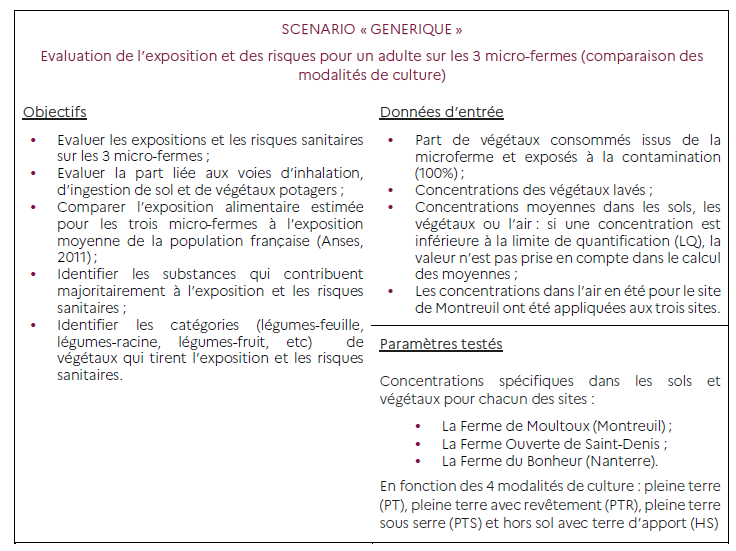 SCENARIO « GENERIQUE »
Evaluation de l'exposition et des risques pour un adulte sur les 3 micro-fermes (comparaison des
modalités de culture)
Objectifs
• Evaluer les expositions et les risques sanitaires
sur les 3 micro-fermes ;
• Evaluer la part liée aux voies d'inhalation,
d'ingestion de sol et de végétaux potagers ;
• Comparer l'exposition alimentaire estimée
pour les trois micro-fermes à l'exposition
moyenne de la population française (Anses,
2011) ;
• Identifier les substances qui contribuent
majoritairement à l'exposition et les risques
sanitaires ;
• Identifier les catégories (légumes-feuille,
légumes-racine, légumes-fruit, etc) de
végétaux qui tirent l'exposition et les risques
sanitaires.
Données d'entrée
• Part de végétaux consommés issus de la
microferme et exposés à la contamination
(100%) ;
• Concentrations des végétaux lavés ;
• Concentrations moyennes dans les sols, les
végétaux ou l'air : si une concentration est
inférieure à la limite de quantification (LQ), la
valeur n'est pas prise en compte dans le calcul
des moyennes ;
• Les concentrations dans l'air en été pour le site
de Montreuil ont été appliquées aux trois sites.
Paramètres testés
Concentrations spécifiques dans les sols et
végétaux pour chacun des sites :
• La Ferme de Moultoux (Montreuil) ;
• La Ferme Ouverte de Saint-Denis ;
• La Ferme du Bonheur (Nanterre).
En fonction des 4 modalités de culture : pleine terre
(PT), pleine terre avec revêtement (PTR), pleine terre
sous serre (PTS) et hors sol avec terre d'apport (HS)